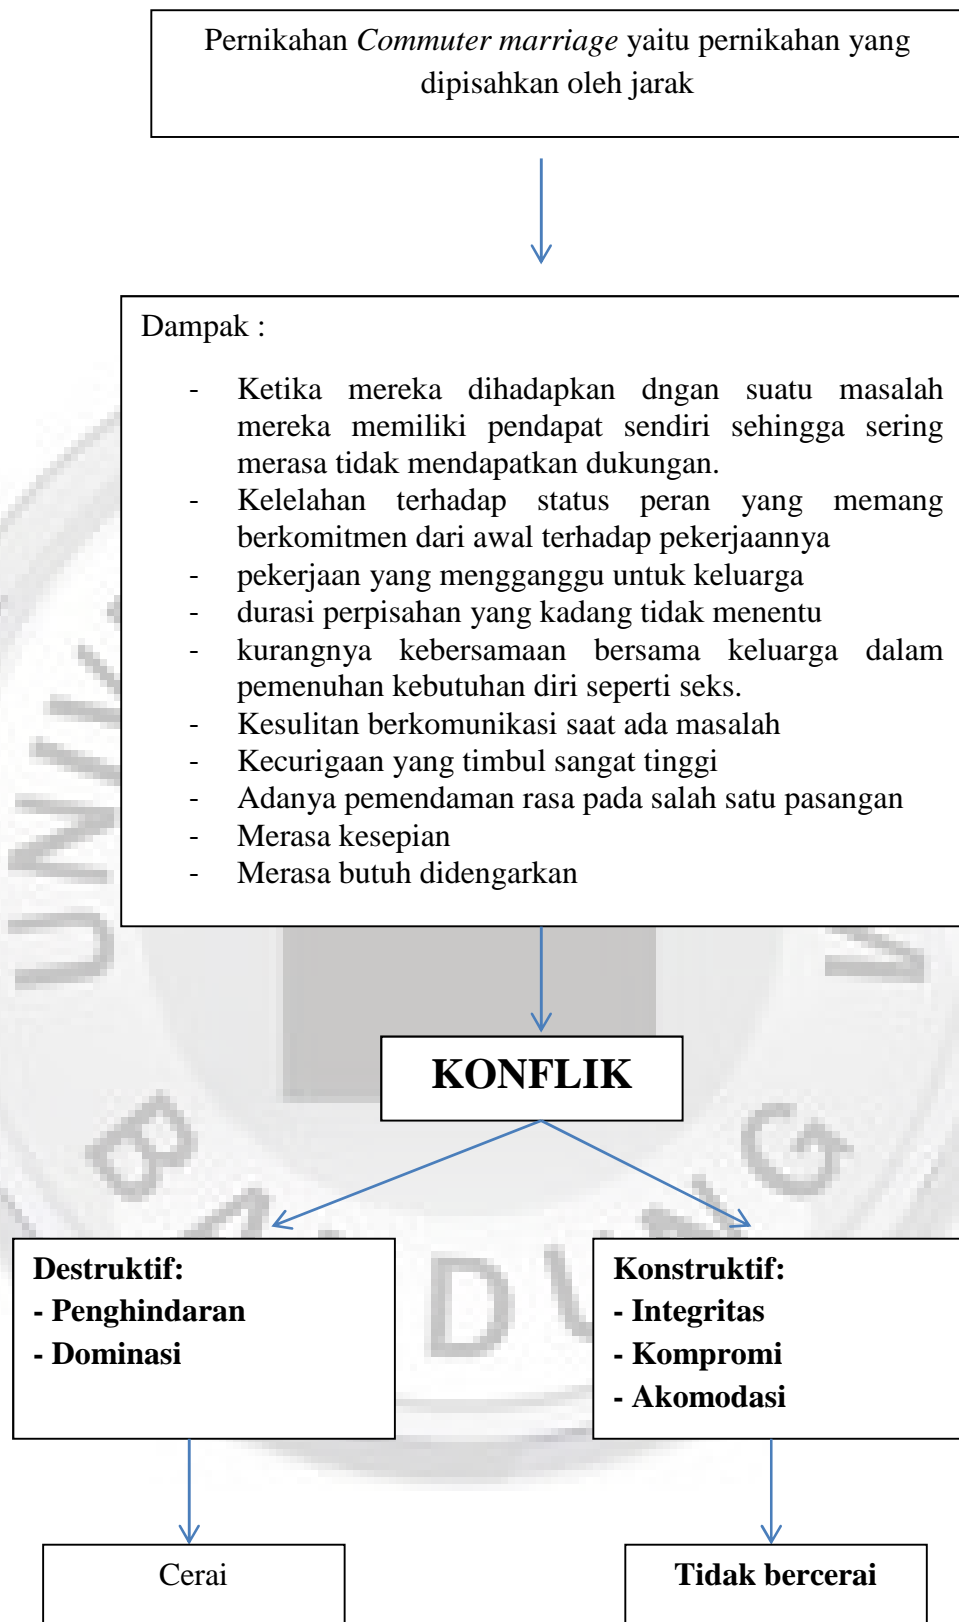 Pernikahan Commuter marriage yaitu pernikahan yang
dipisahkan oleh jarak
Dampak :
- Ketika mereka dihadapkan dngan suatu masalah
mereka memiliki pendapat sendiri sehingga sering
merasa tidak mendapatkan dukungan.
- Kelelahan terhadap status peran yang memang
berkomitmen dari awal terhadap pekerjaannya
- pekerjaan yang mengganggu untuk keluarga
- durasi perpisahan yang kadang tidak menentu
- kurangnya kebersamaan bersama keluarga dalam
pemenuhan kebutuhan diri seperti seks.
- Kesulitan berkomunikasi saat ada masalah
- Kecurigaan yang timbul sangat tinggi
- Adanya pemendaman rasa pada salah satu pasangan
- Merasa kesepian
- Merasa butuh didengarkan
KONFLIK
Destruktif:
- Penghindaran
- Dominasi
Konstruktif:
- Integritas
- Kompromi
- Akomodasi
Cerai
Tidak bercerai